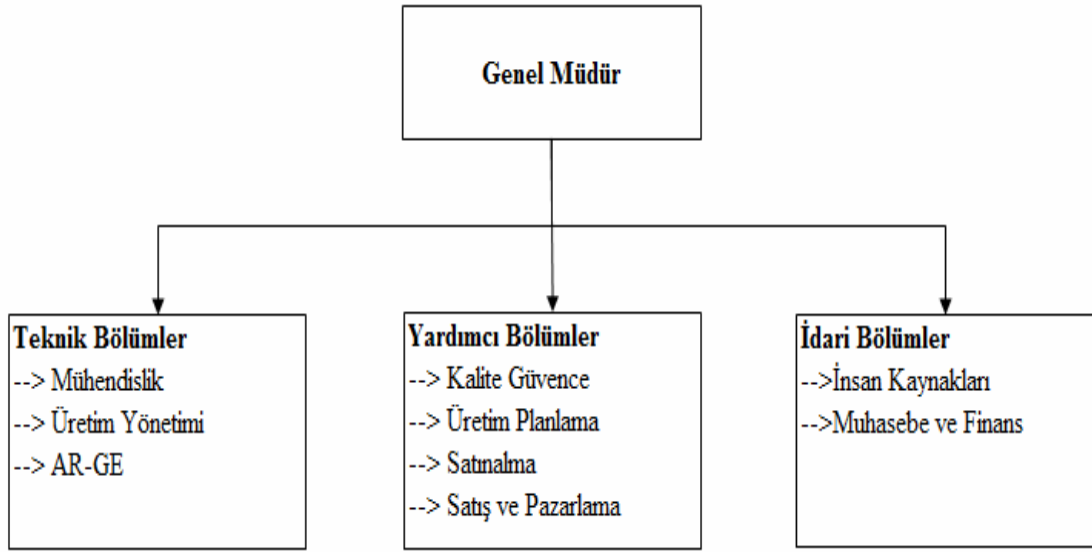 Genel Müdür
Teknik Bölümler
--> Mühendislik
--> Üretim Yönetimi
--> AR-GE
Yardımcı Bölümler
--> Kalite Güvence
--> Üretim Planlama
--> Satınalma
--> Satış ve Pazarlama
İdari Bölümler
-->İnsan Kaynakları
-->Muhasebe ve Finans